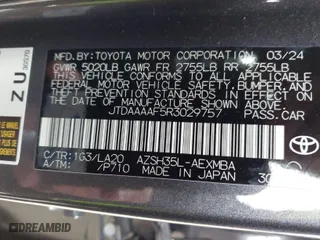 ZU
30S20
MFD.BY:TOYOTA MOTOR CORPORATION 03/24
GVWR 5020LB GAWR FR 2755LB RR 2755LB
THIS VEHICLE CONFORMS TO ALL APPLICABLE
FEDERAL MOTOR VEHICLE SAFETY, BUMPER, AND
THEFT PREVENTION STANDARDS IN EFFECT ON
THE DATE OF MANUFACTURE SHOWN ABOVE.
JTDAAAAF5R3029757 PASS.CAR
C/TR:1G3/LA20 AZSH35L-AEXMBA
A/TM: /P710 MADE IN JAPAN
TOYOTA
DREAMBID